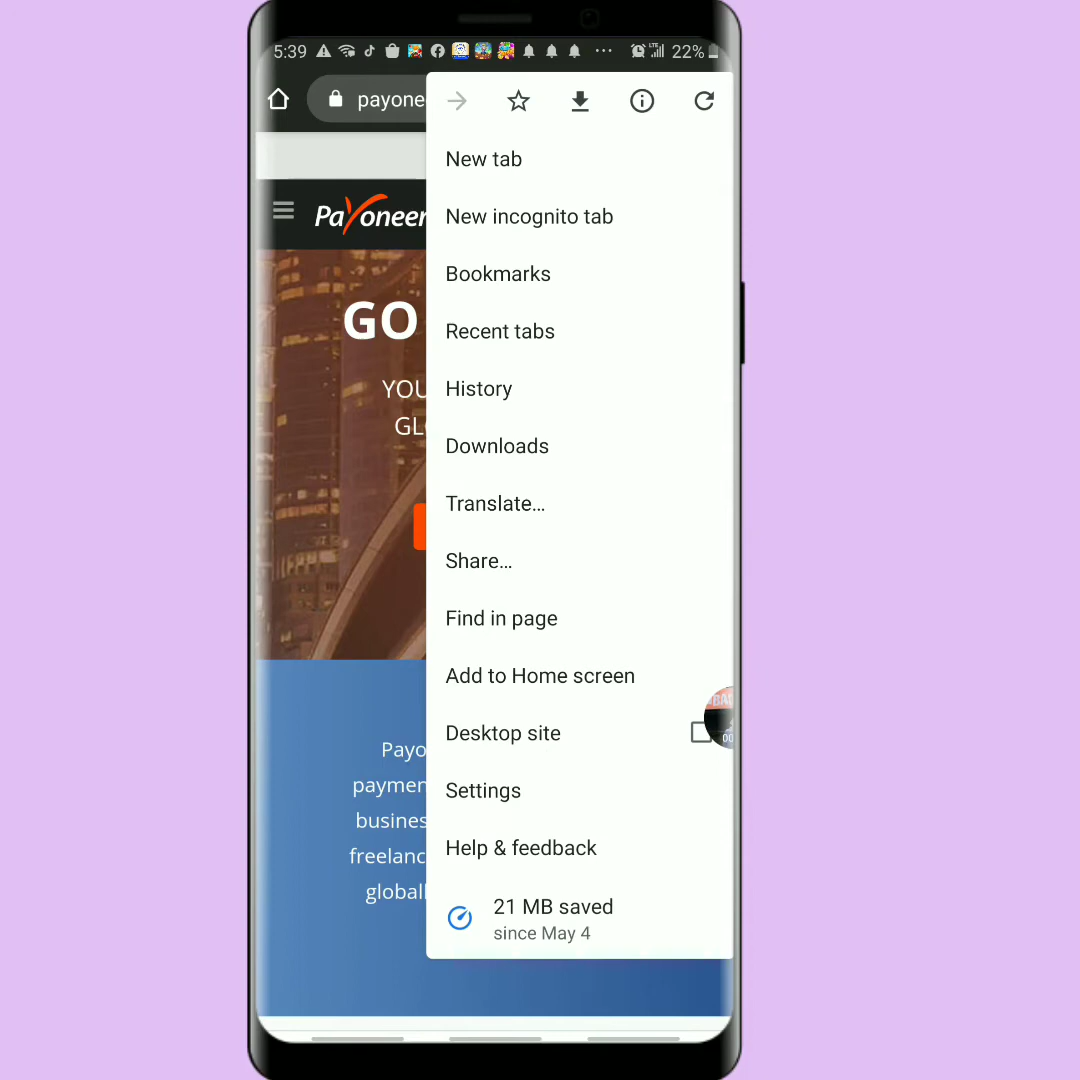 5:39
LTE
22%
payone
New tab
New incognito tab
Bookmarks
Recent tabs
History
Downloads
Translate...
Share...
Find in page
Add to Home screen
Desktop site
Settings
Help & feedback
21 MB saved
since May 4
Payoneer
GO
YOU
GL
Payo
paymen
busines
freelanc
globall
00